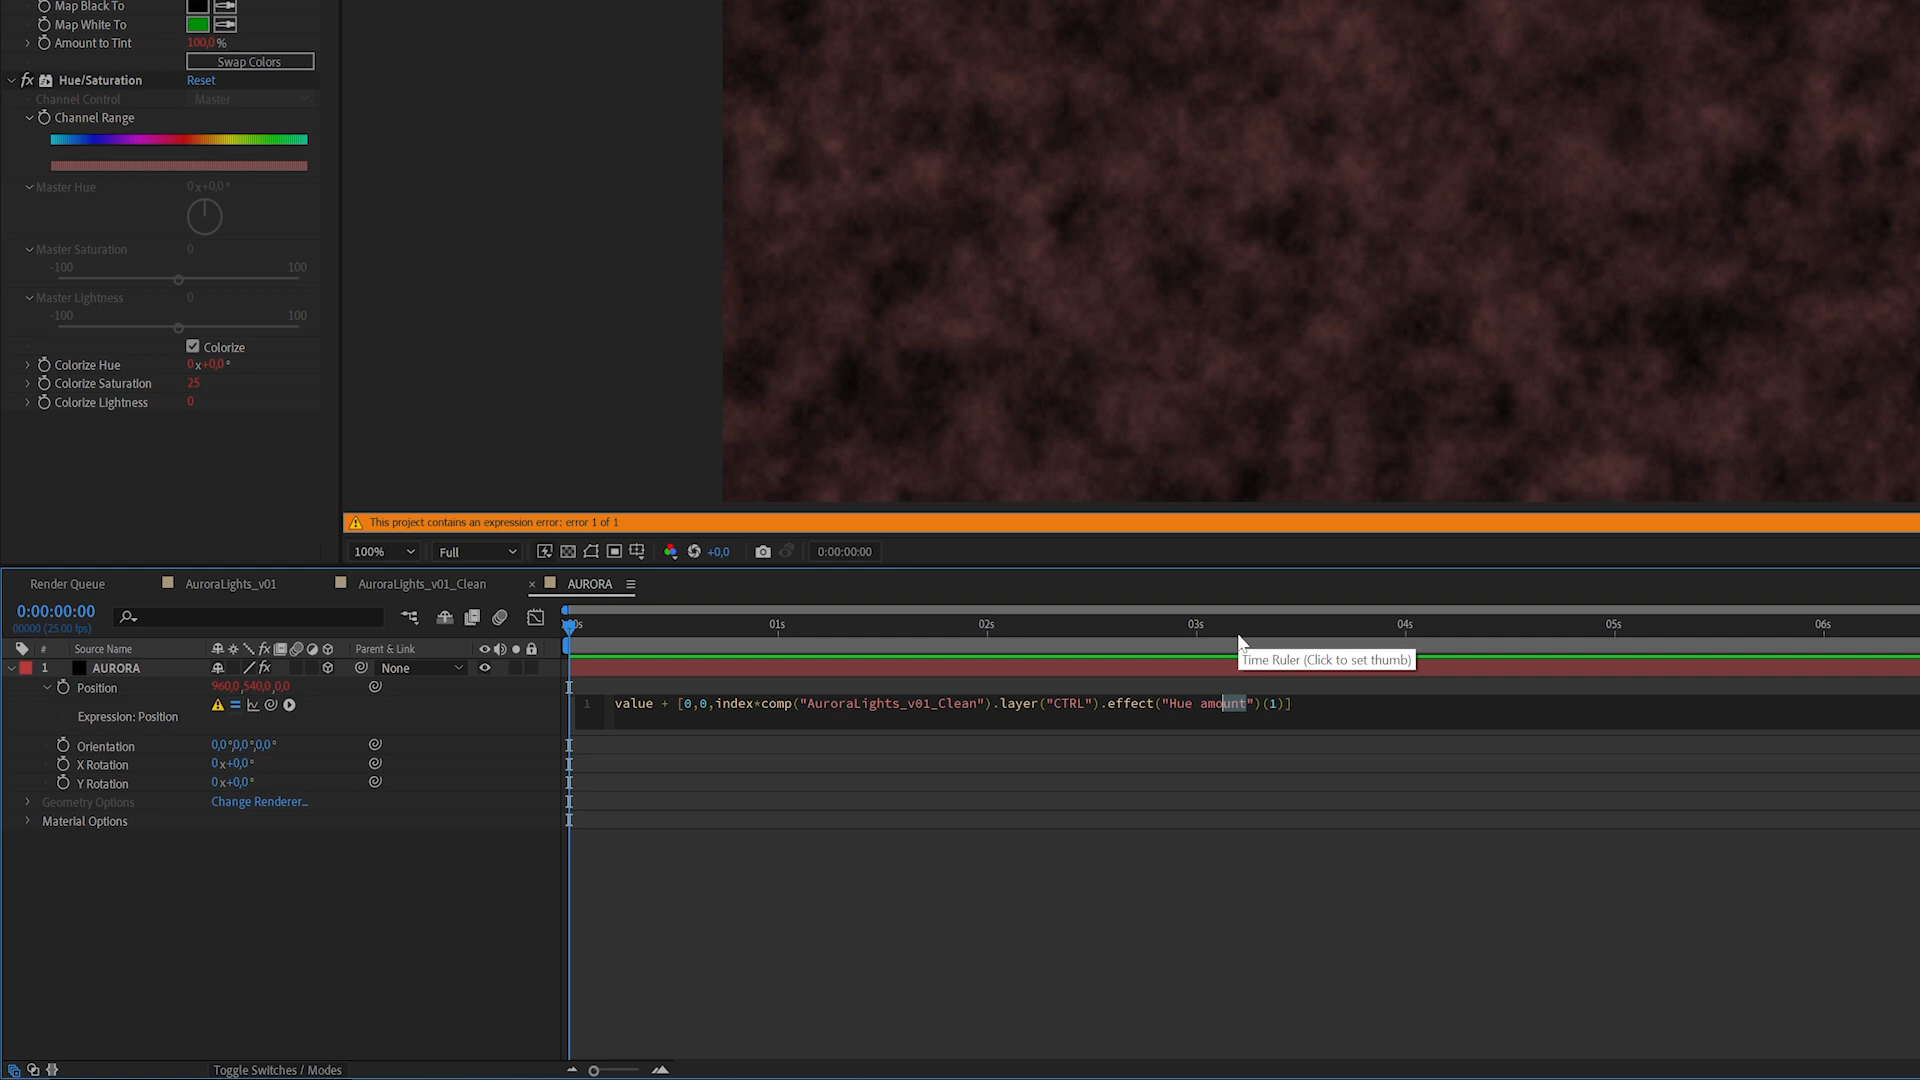 Map Black To
Map White To
Amount to Tint 100,0 %
Swap Colors
fx Hue/Saturation Reset
Channel Control Master
Channel Range
Master Hue 0x+0,0°
Master Saturation 0
-100 100
Master Lightness 0
-100 100
Colorize
Colorize Hue 0x+0,0°
Colorize Saturation 25
Colorize Lightness 0
This project contains an expression error: error 1 of 1
100% Full +0,0 0:00:00:00
Render Queue AuroraLights_v01 AuroraLights_v01_Clean × AURORA
0:00:00:00
00000 (25.00 fps)
01s 02s 03s 04s 05s 06s
# Source Name fx Parent & Link
1 AURORA fx None
Time Ruler (Click to set thumb)
Position 960,0,540,0,0,0
Expression: Position
1 value + [0,0,index*comp("AuroraLights_v01_Clean").layer("CTRL").effect("Hue amount")(1)]
Orientation 0,0°,0,0°,0,0°
X Rotation 0x+0,0°
Y Rotation 0x+0,0°
Geometry Options Change Renderer...
Material Options
Toggle Switches / Modes